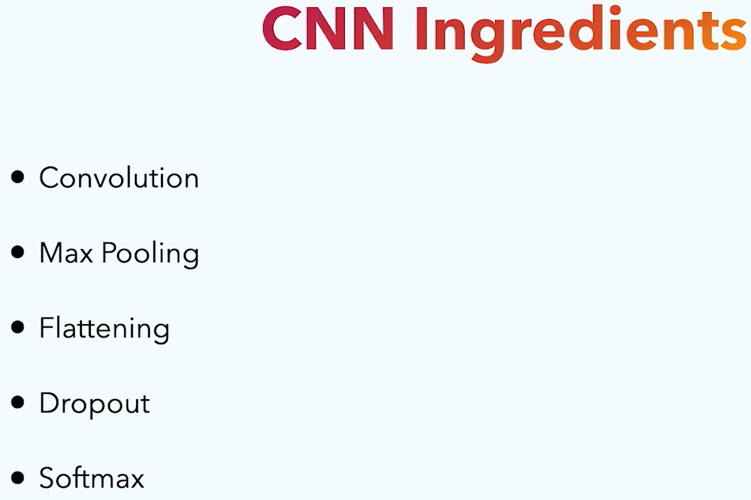 CNN Ingredients
• Convolution
• Max Pooling
• Flattening
• Dropout
• Softmax